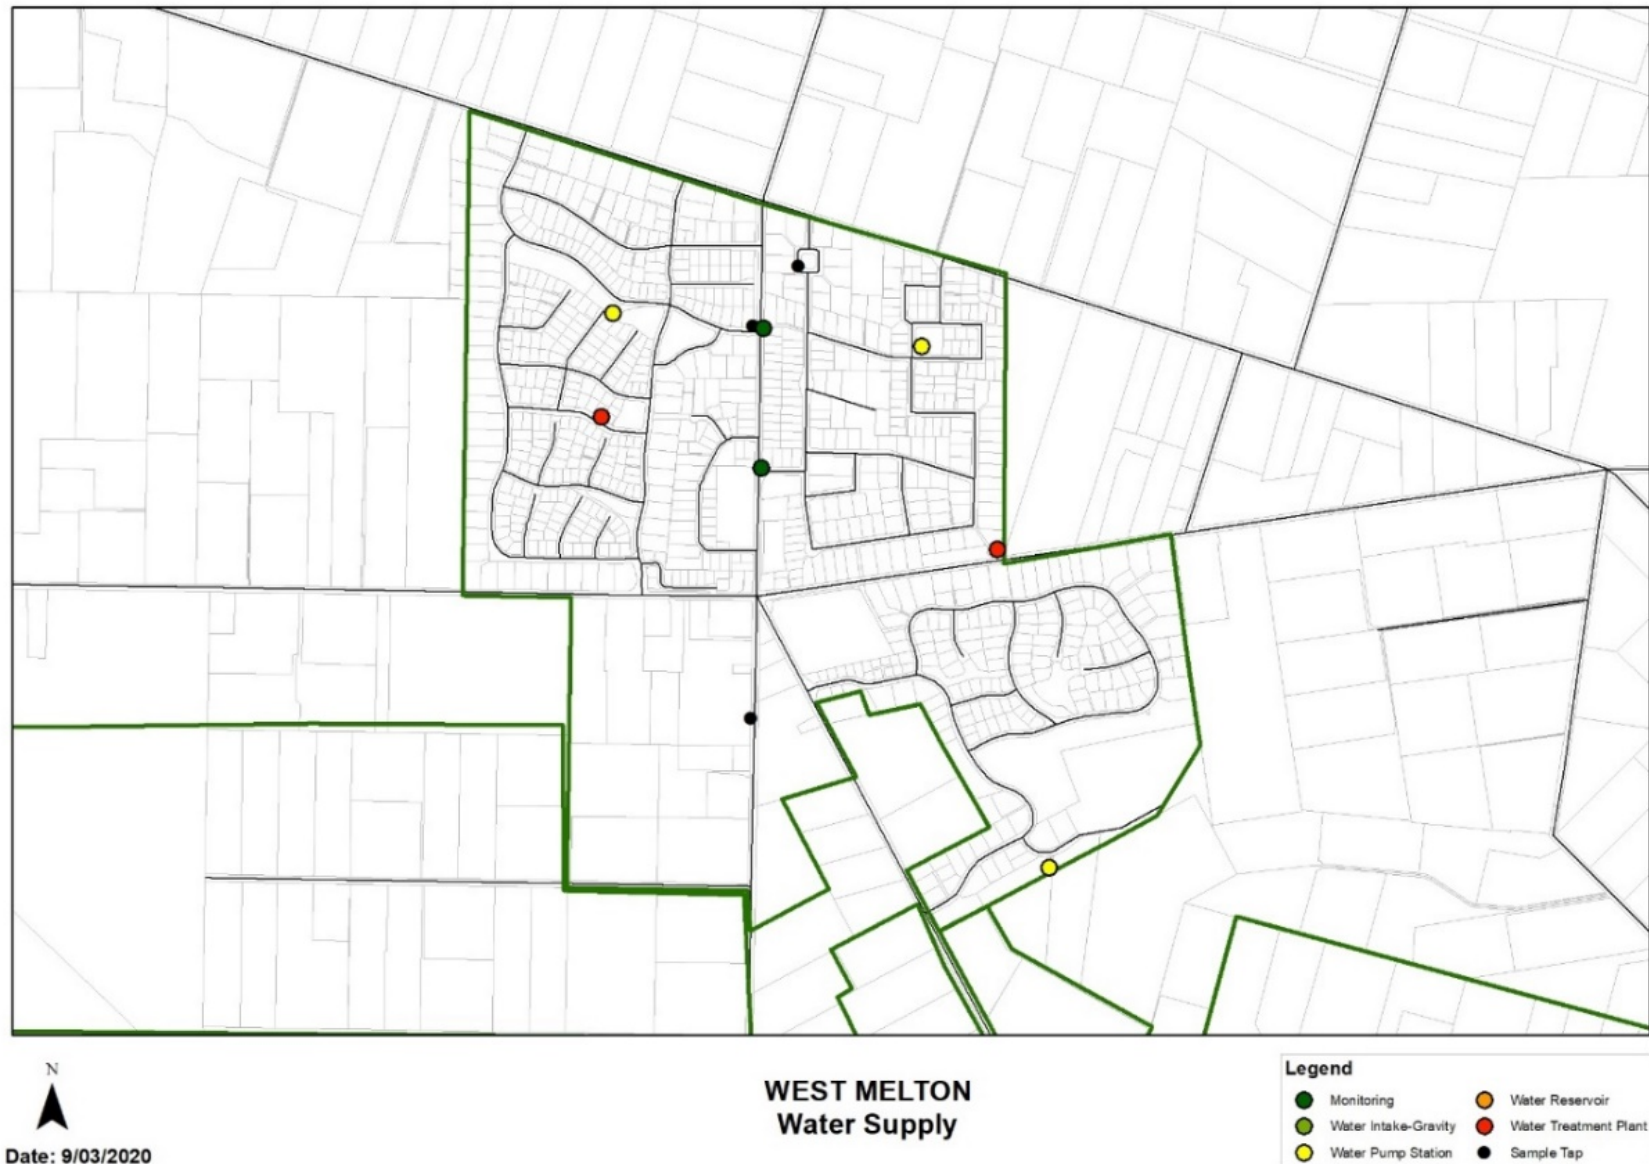 N
Date: 9/03/2020
WEST MELTON
Water Supply
Legend
Monitoring
Water Intake-Gravity
Water Pump Station
Water Reservoir
Water Treatment Plant
Sample Tap